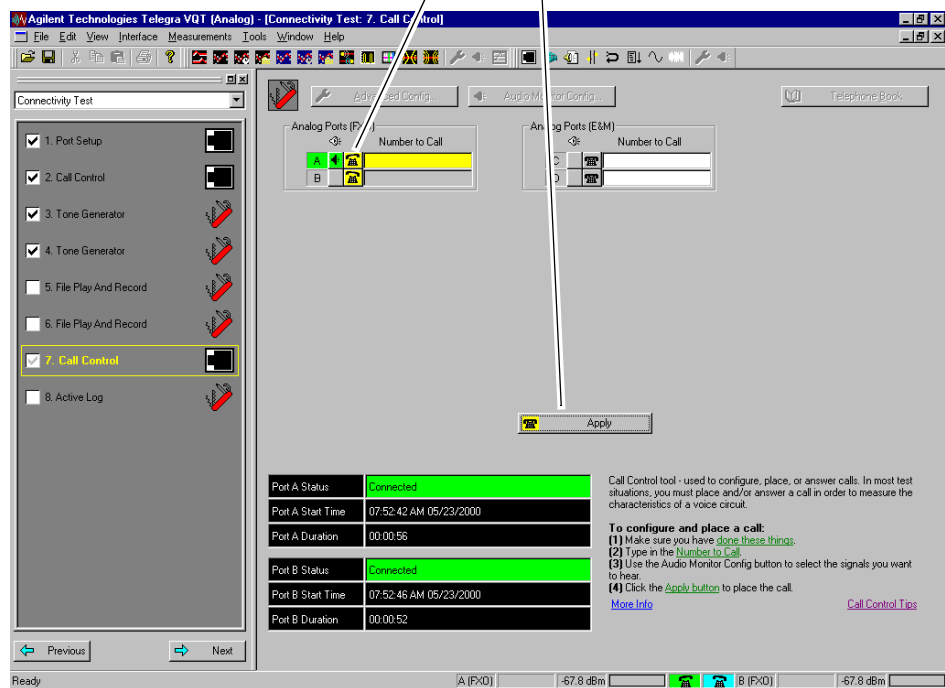 Agilent Technologies Telegra VQT (Analog) - [Connectivity Test: 7. Call Control]
File Edit View Interface Measurements Tools Window Help
Connectivity Test
Advanced Config... Audio Monitor Config... Telephone Book
1. Port Setup
2. Call Control
3. Tone Generator
4. Tone Generator
5. File Play And Record
6. File Play And Record
7. Call Control
8. Active Log
Previous Next
Analog Ports (FXO)
Number to Call
A
B
Analog Ports (E&M)
Number to Call
C
D
Apply
Port A Status Connected
Port A Start Time 07:52:42 AM 05/23/2000
Port A Duration 00:00:56
Port B Status Connected
Port B Start Time 07:52:46 AM 05/23/2000
Port B Duration 00:00:52
Call Control tool - used to configure, place, or answer calls. In most test
situations, you must place and/or answer a call in order to measure the
characteristics of a voice circuit.
To configure and place a call:
(1) Make sure you have done these things.
(2) Type in the Number to Call.
(3) Use the Audio Monitor Config button to select the signals you want
to hear.
(4) Click the Apply button to place the call.
More Info Call Control Tips
Ready A (FXO) -67.8 dBm B (FXO) -67.8 dBm